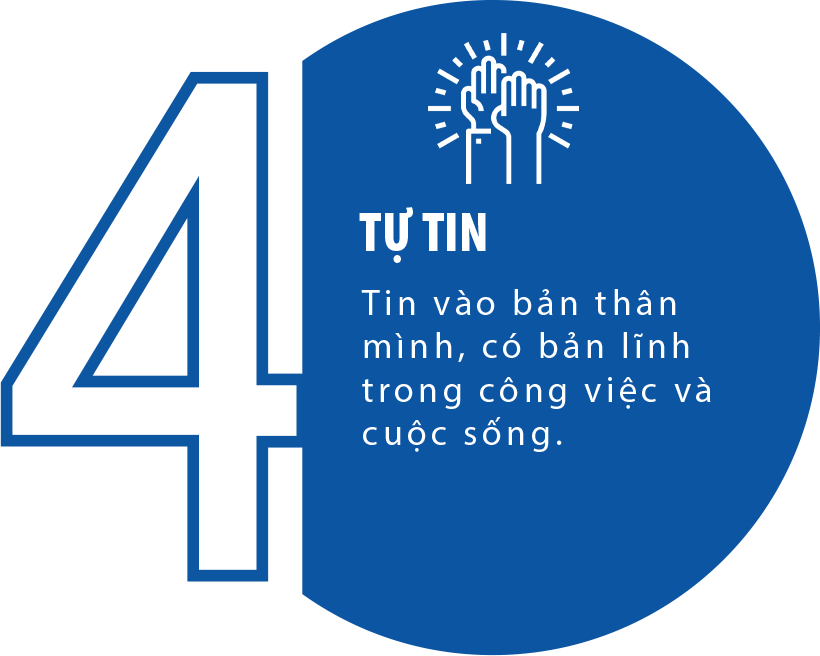 4
TỰ TIN
Tin vào bản thân
mình, có bản lĩnh
trong công việc và
cuộc sống.